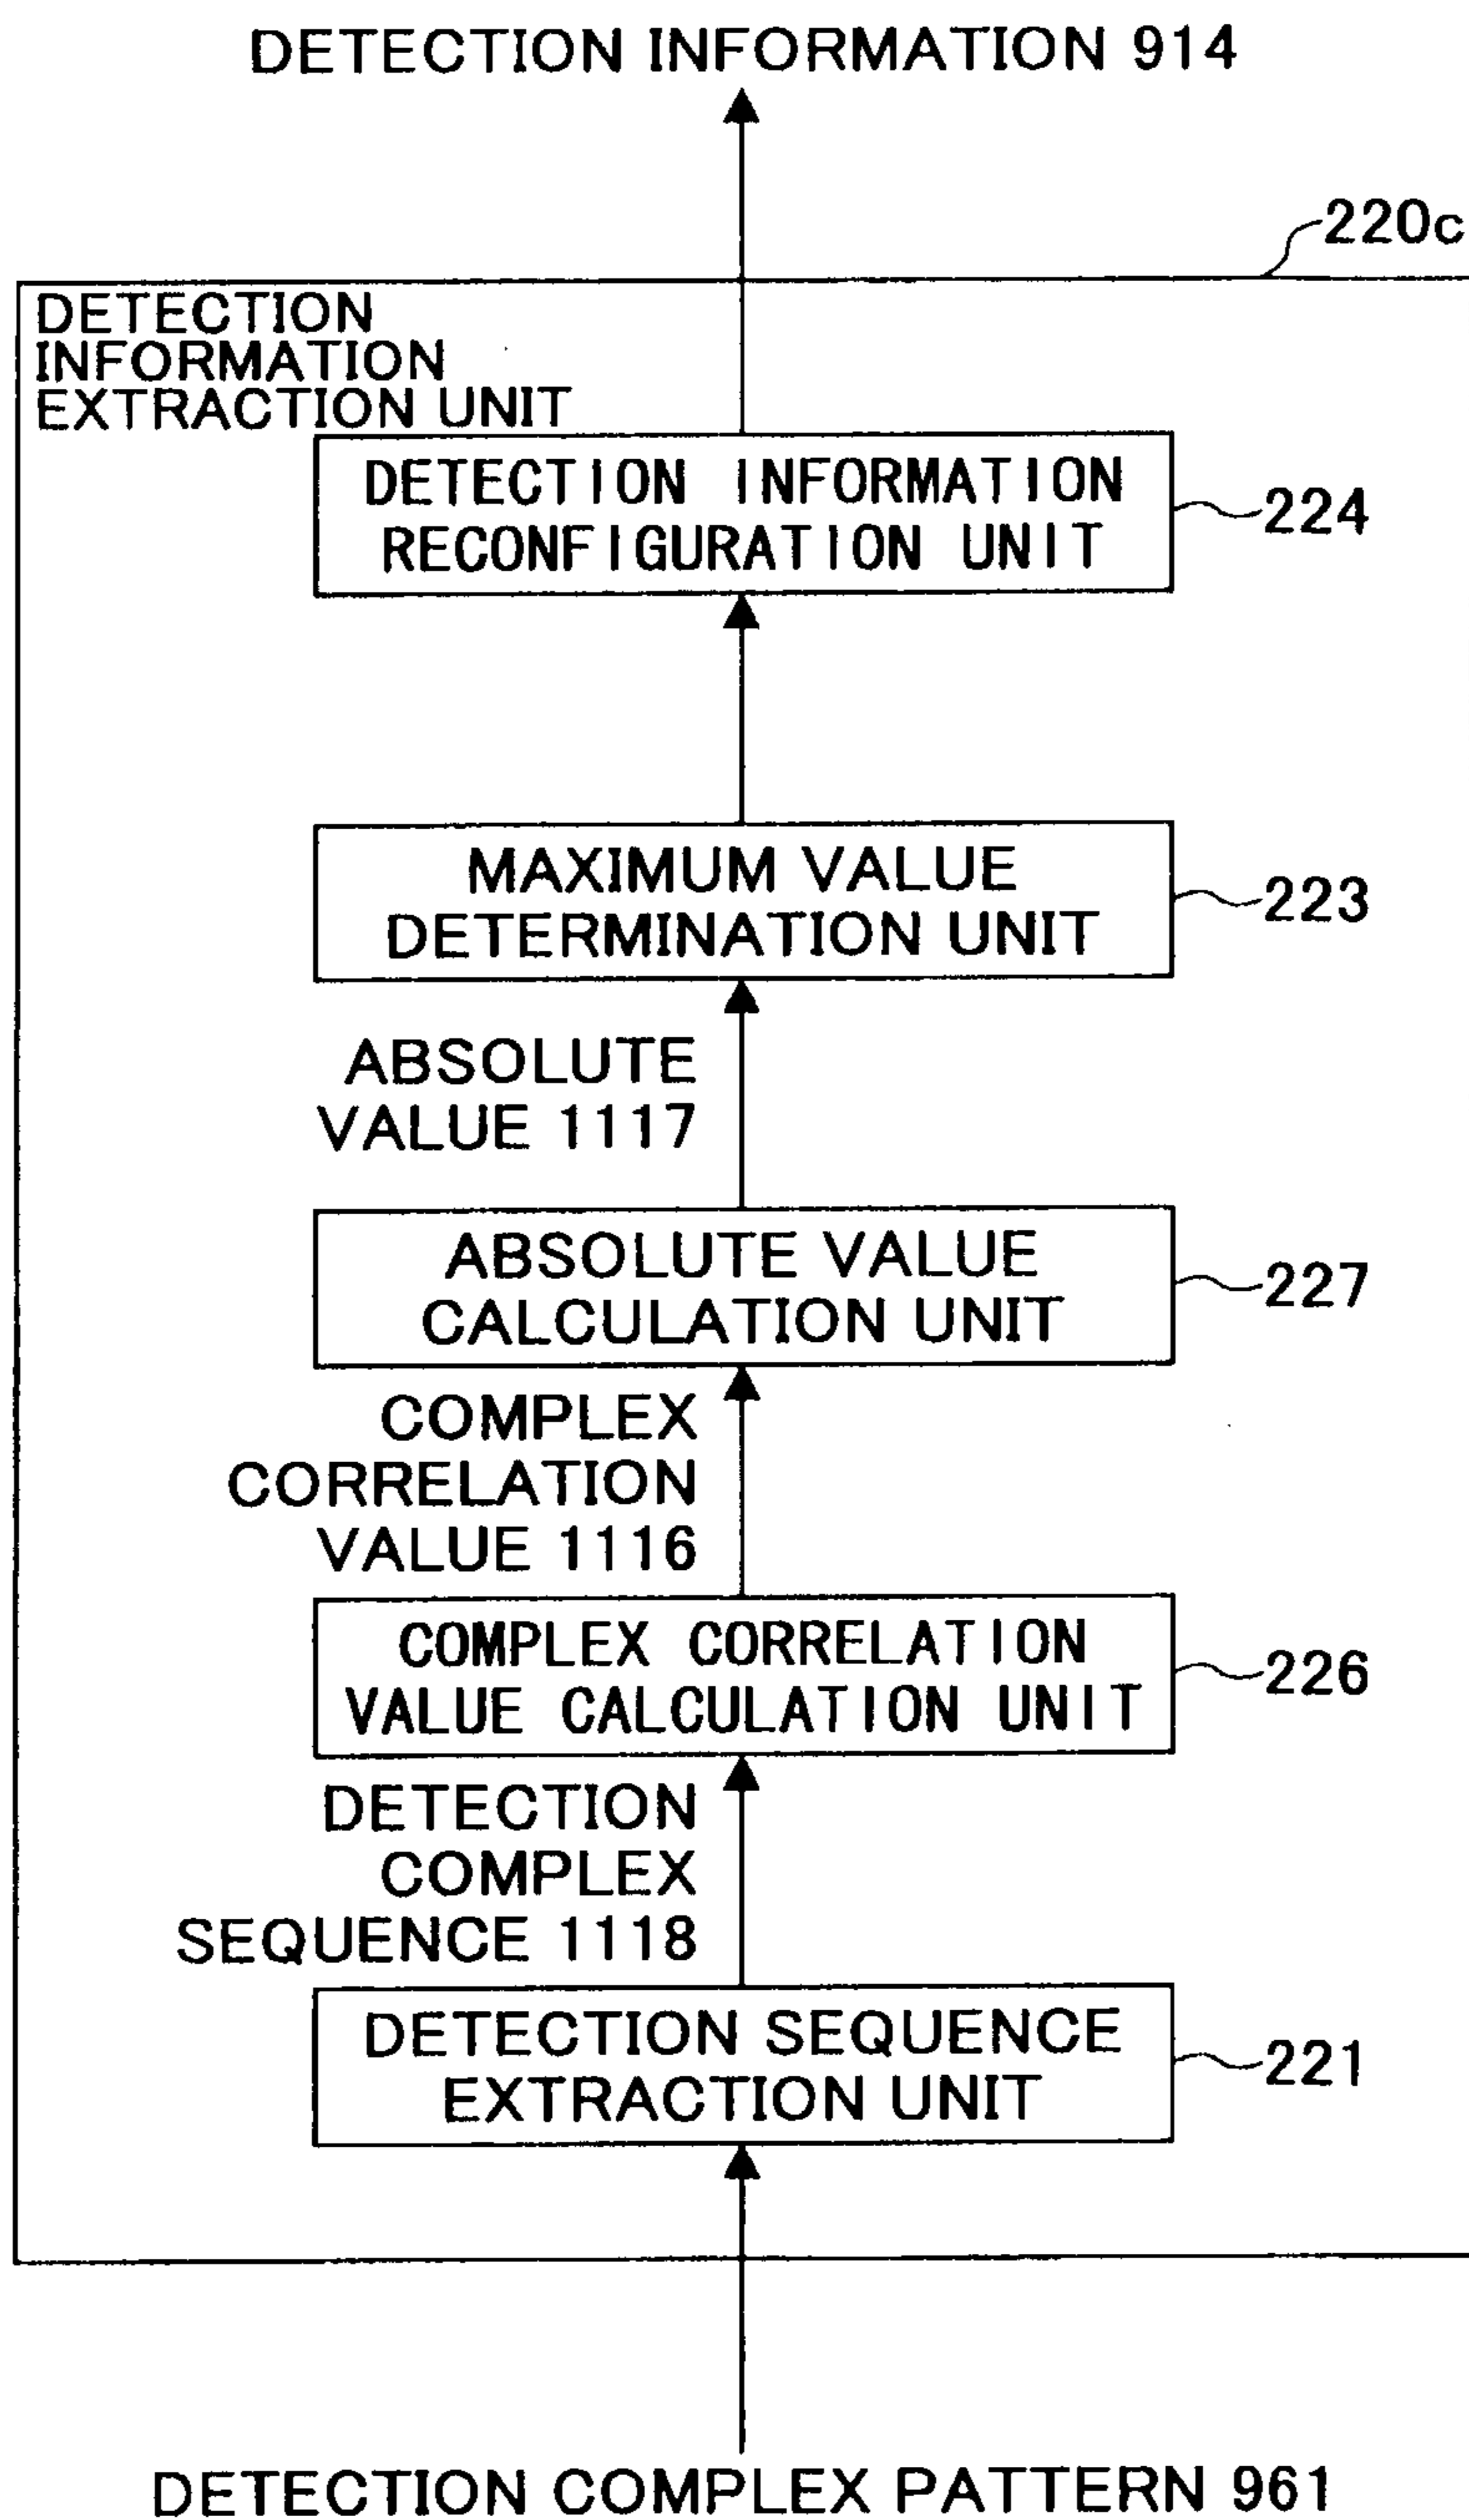 DETECTION INFORMATION 914
220c
DETECTION
INFORMATION
EXTRACTION UNIT
DETECTION INFORMATION
RECONFIGURATION UNIT
224
MAXIMUM VALUE
DETERMINATION UNIT
223
ABSOLUTE
VALUE 1117
ABSOLUTE VALUE
CALCULATION UNIT
227
COMPLEX
CORRELATION
VALUE 1116
COMPLEX CORRELATION
VALUE CALCULATION UNIT
226
DETECTION
COMPLEX
SEQUENCE 1118
DETECTION SEQUENCE
EXTRACTION UNIT
221
DETECTION COMPLEX PATTERN 961